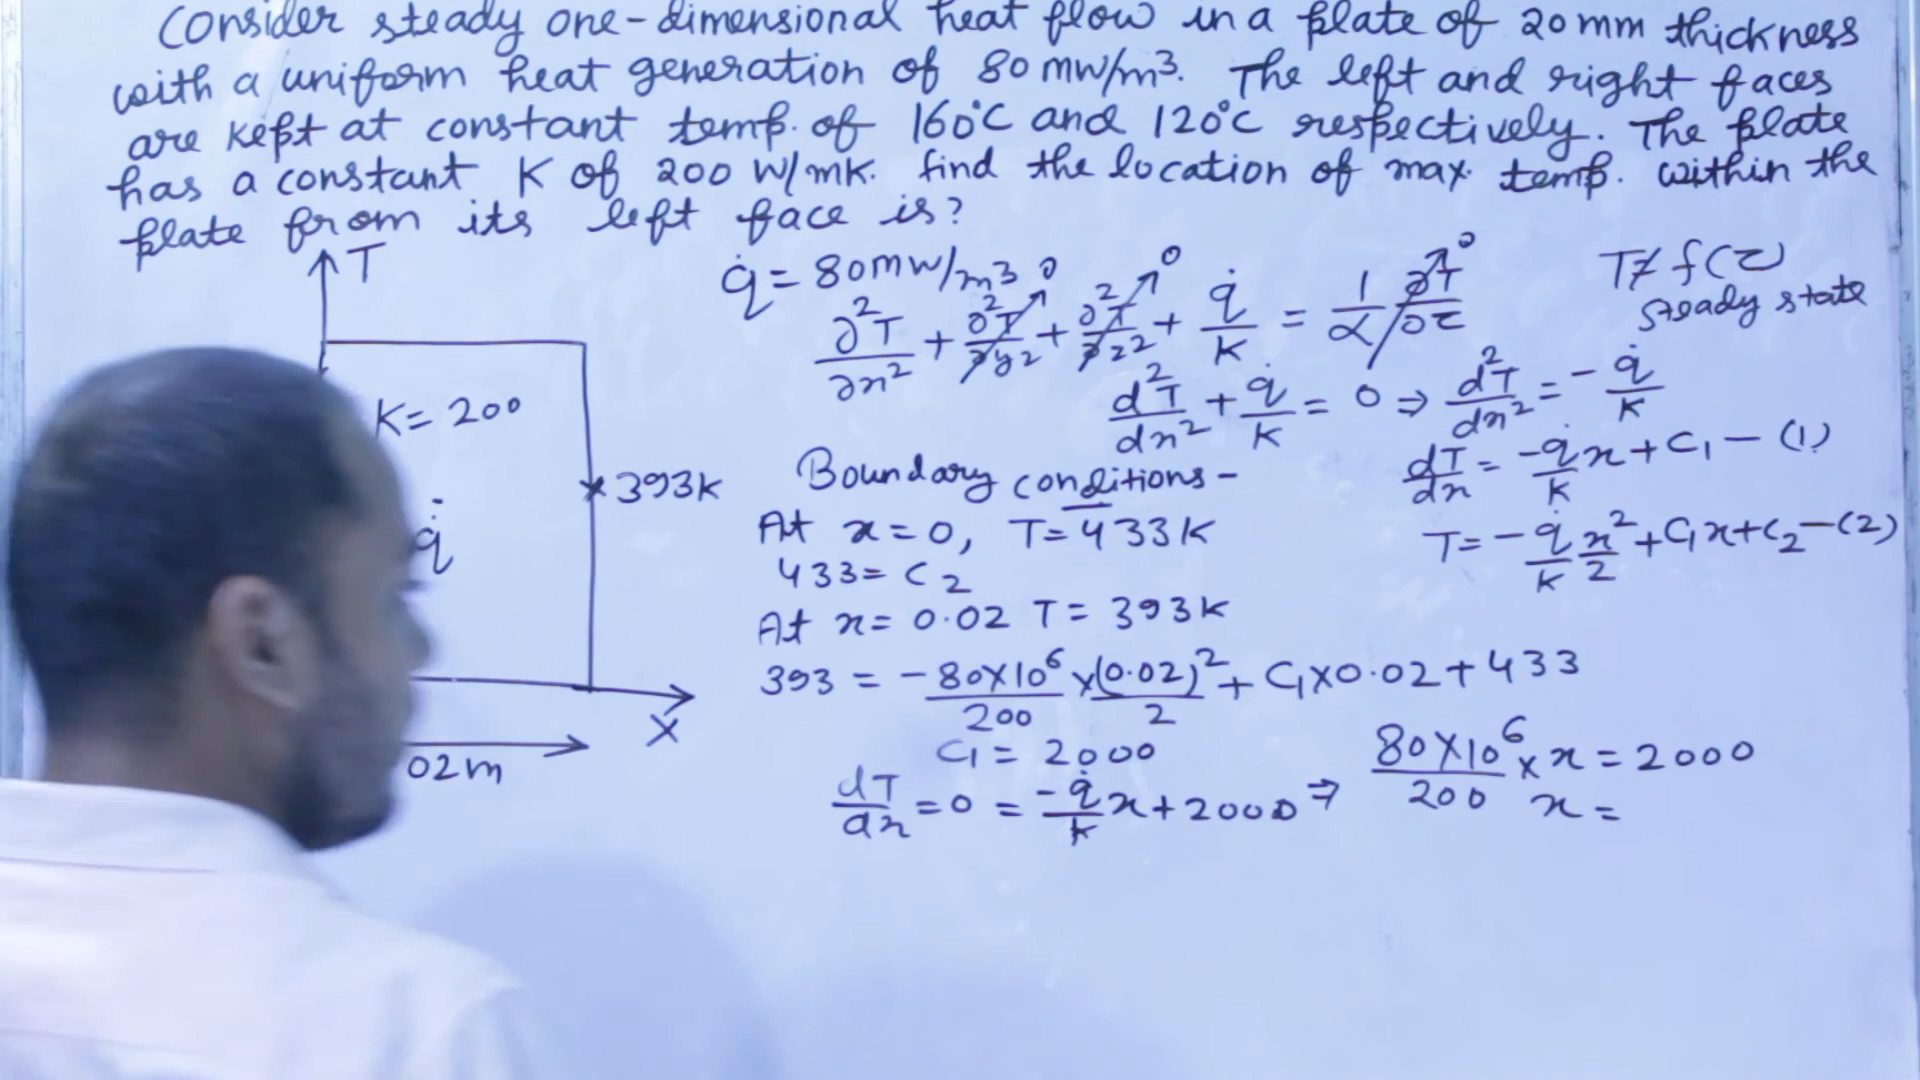 Consider steady one-dimensional heat flow in a plate of 20mm thickness
with a uniform heat generation of 80 mw/m³. The left and right faces
are kept at constant temp. of 160°C and 120°C respectively. The plate
has a constant K of 200 W/mK. find the location of max. temp. within the
plate from its left face is?
T
K = 200
q̇
393K
X
02m
q̇ = 80mw/m3
∂²T/∂x² + ∂²T/∂y² + ∂²T/∂z² + q̇/K = 1/α ∂T/∂τ
0 0 0
T≠ f(τ)
steady state
d²T/dx² + q̇/K = 0 ⇒ d²T/dx² = - q̇/K
dT/dx = -q̇/K x + C₁ — (1)
T = - q̇/K x²/2 + C₁x + C₂ — (2)
Boundary conditions -
At x = 0, T = 433K
433 = C₂
At x = 0.02 T = 393K
393 = -80×10⁶/200 × (0.02)²/2 + C₁×0.02 + 433
C₁ = 2000
dT/dx = 0 = -q̇/K x + 2000 ⇒ 80×10⁶/200 × x = 2000
x =